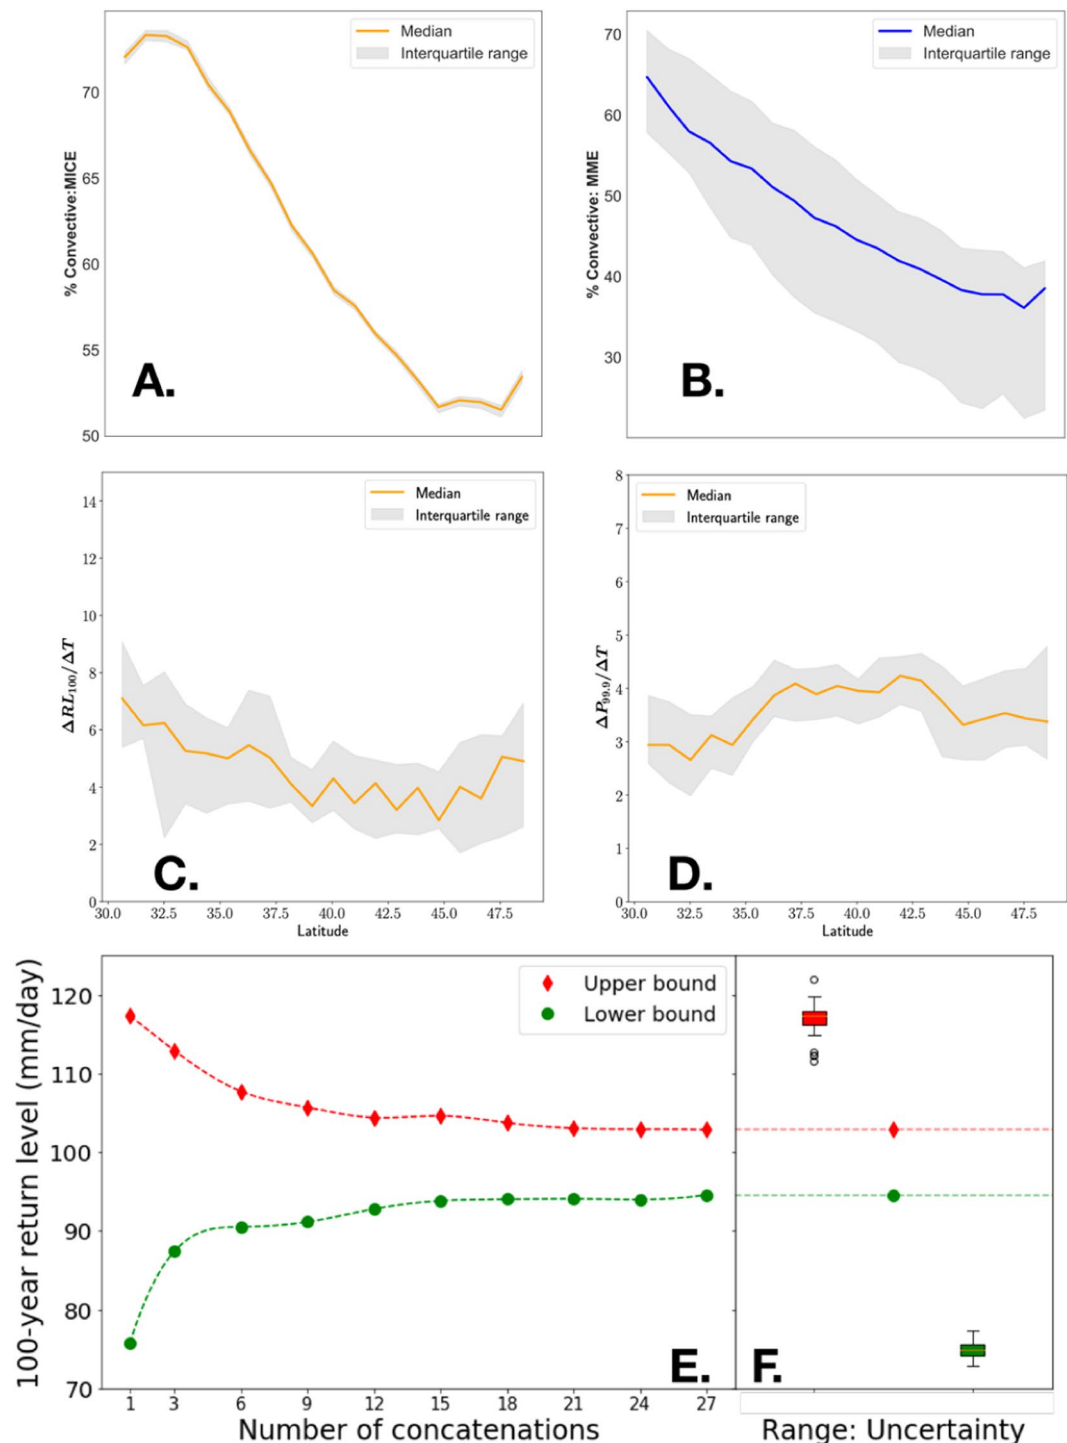 Median
Interquartile range
% Convective:MICE
70
65
60
55
50
A.
Median
Interquartile range
% Convective: MME
70
60
50
40
30
B.
Median
Interquartile range
ΔRL100/ΔT
14
12
10
8
6
4
2
0
C.
30.0 32.5 35.0 37.5 40.0 42.5 45.0 47.5
Latitude
Median
Interquartile range
ΔP99.9/ΔT
8
7
6
5
4
3
2
1
0
D.
30.0 32.5 35.0 37.5 40.0 42.5 45.0 47.5
Latitude
Upper bound
Lower bound
100-year return level (mm/day)
120
110
100
90
80
70
E.
1 3 6 9 12 15 18 21 24 27
Number of concatenations
F.
Range: Uncertainty